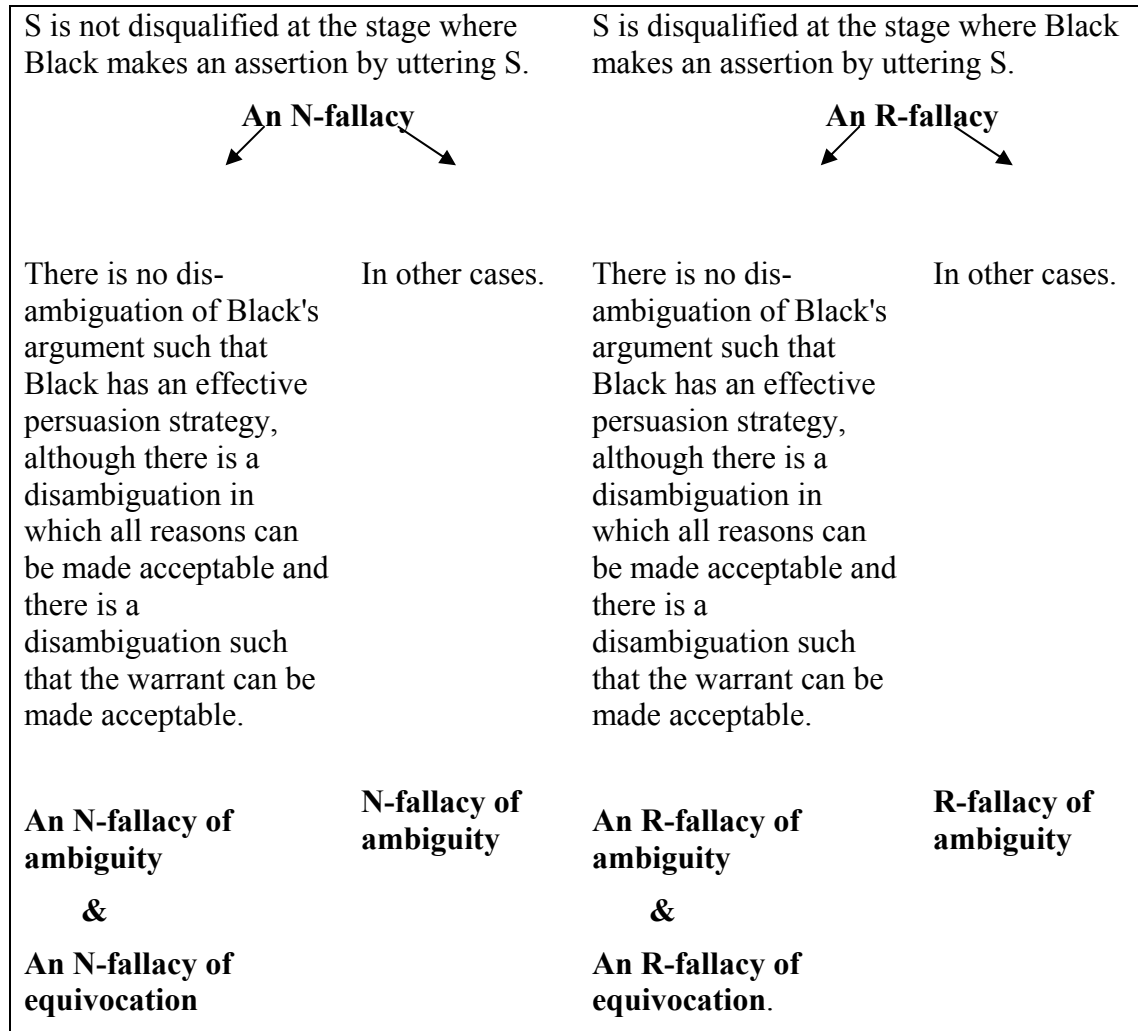 S is not disqualified at the stage where
Black makes an assertion by uttering S.
An N-fallacy
There is no dis-
ambiguation of Black's
argument such that
Black has an effective
persuasion strategy,
although there is a
disambiguation in
which all reasons can
be made acceptable and
there is a
disambiguation such
that the warrant can be
made acceptable.
An N-fallacy of
ambiguity
&
An N-fallacy of
equivocation
In other cases.
N-fallacy of
ambiguity
S is disqualified at the stage where Black
makes an assertion by uttering S.
An R-fallacy
There is no dis-
ambiguation of Black's
argument such that
Black has an effective
persuasion strategy,
although there is a
disambiguation in
which all reasons can
be made acceptable and
there is a
disambiguation such
that the warrant can be
made acceptable.
An R-fallacy of
ambiguity
&
An R-fallacy of
equivocation.
In other cases.
R-fallacy of
ambiguity